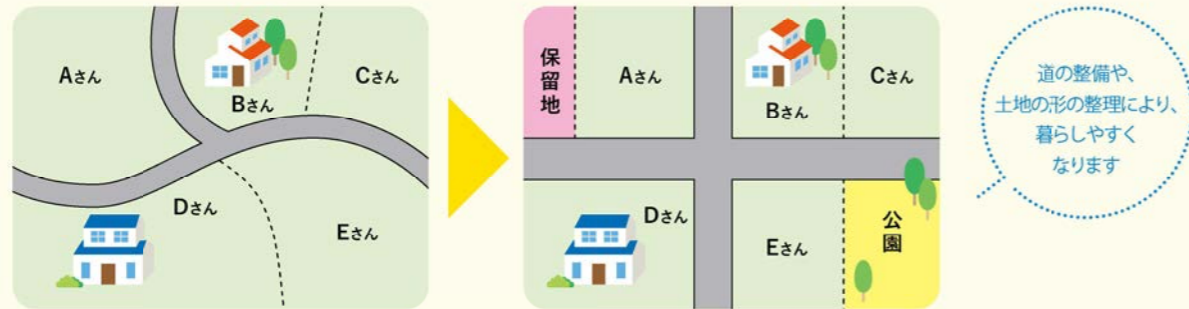 Aさん
Bさん
Cさん
Dさん
Eさん
保留地
Aさん
Bさん
Cさん
Dさん
Eさん
公園
道の整備や、
土地の形の整理により、
暮らしやすく
なります